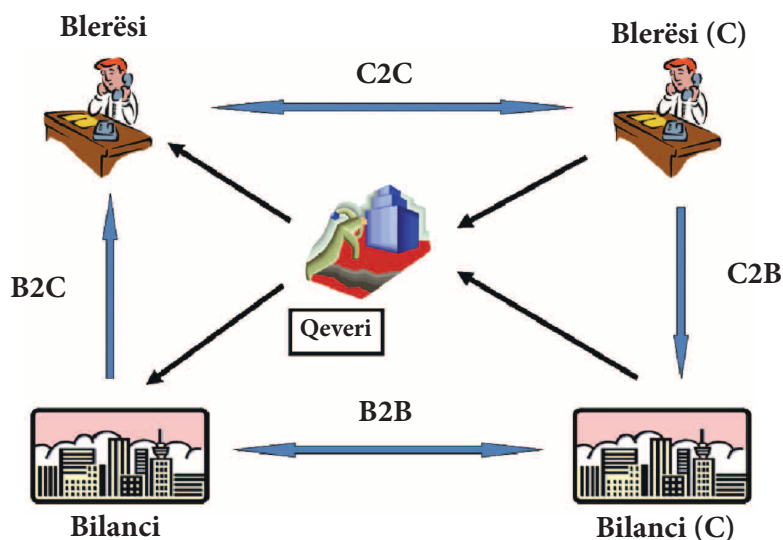 Blerësi
Blerësi (C)
C2C
B2C
C2B
Qeveri
B2B
Bilanci
Bilanci (C)